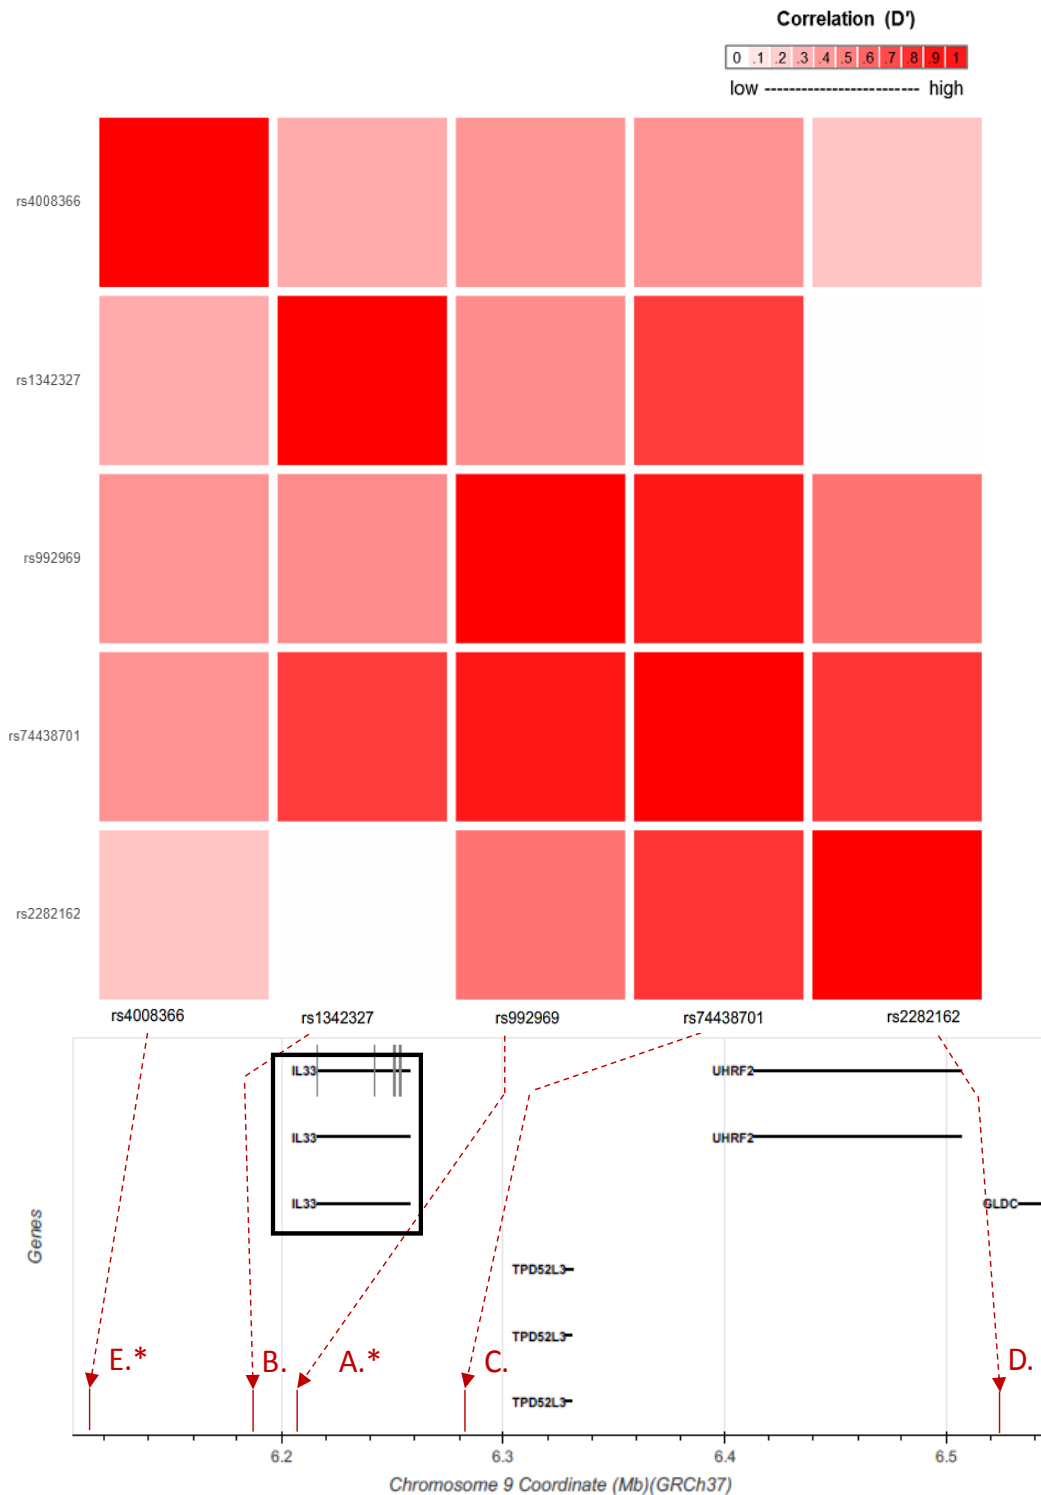 Correlation (D′)
0 .1 .2 .3 .4 .5 .6 .7 .8 .9 1
low -------------------------- high
rs4008366
rs1342327
rs992969
rs74438701
rs2282162
rs4008366 rs1342327 rs992969 rs74438701 rs2282162
IL33 UHRF2
IL33 UHRF2
IL33 GLDC
TPD52L3
TPD52L3
TPD52L3
Genes
E.* B. A.* C. D.
6.2 6.3 6.4 6.5
Chromosome 9 Coordinate (Mb)(GRCh37)